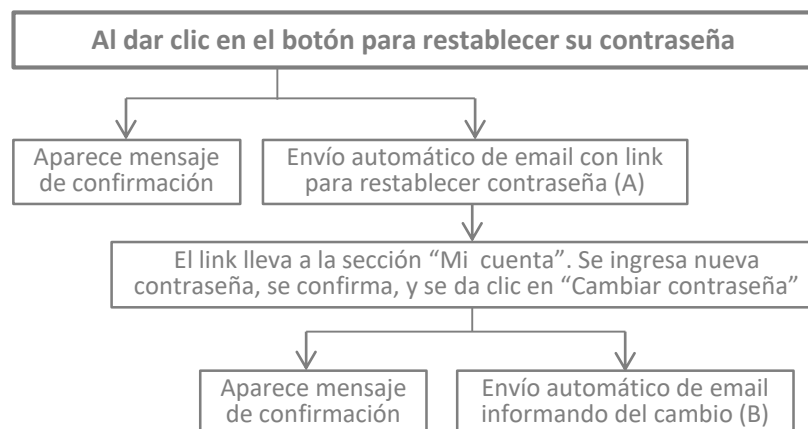 Al dar clic en el botón para restablecer su contraseña
Aparece mensaje
de confirmación
Envío automático de email con link
para restablecer contraseña (A)
El link lleva a la sección “Mi cuenta”. Se ingresa nueva
contraseña, se confirma, y se da clic en “Cambiar contraseña”
Aparece mensaje
de confirmación
Envío automático de email
informando del cambio (B)